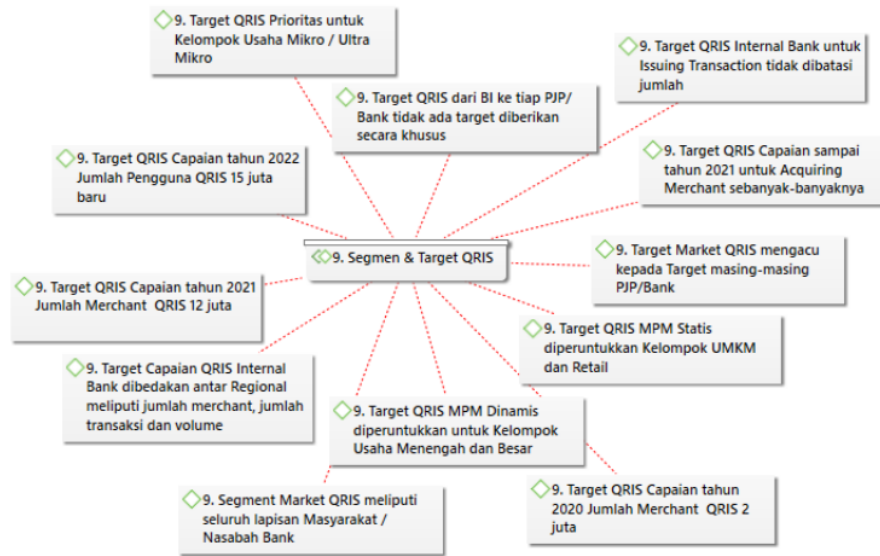 9. Target QRIS Prioritas untuk
Kelompok Usaha Mikro / Ultra
Mikro
9. Target QRIS Internal Bank untuk
Issuing Transaction tidak dibatasi
jumlah
9. Target QRIS dari BI ke tiap PJP/
Bank tidak ada target diberikan
secara khusus
9. Target QRIS Capaian tahun 2022
Jumlah Pengguna QRIS 15 juta
baru
9. Target QRIS Capaian sampai
tahun 2021 untuk Acquiring
Merchant sebanyak-banyaknya
9. Segmen & Target QRIS
9. Target Market QRIS mengacu
kepada Target masing-masing
PJP/Bank
9. Target QRIS Capaian tahun 2021
Jumlah Merchant QRIS 12 juta
9. Target QRIS MPM Statis
diperuntukkan Kelompok UMKM
dan Retail
9. Target Capaian QRIS Internal
Bank dibedakan antar Regional
meliputi jumlah merchant, jumlah
transaksi dan volume
9. Target QRIS MPM Dinamis
diperuntukkan untuk Kelompok
Usaha Menengah dan Besar
9. Segment Market QRIS meliputi
seluruh lapisan Masyarakat /
Nasabah Bank
9. Target QRIS Capaian tahun
2020 Jumlah Merchant QRIS 2
juta